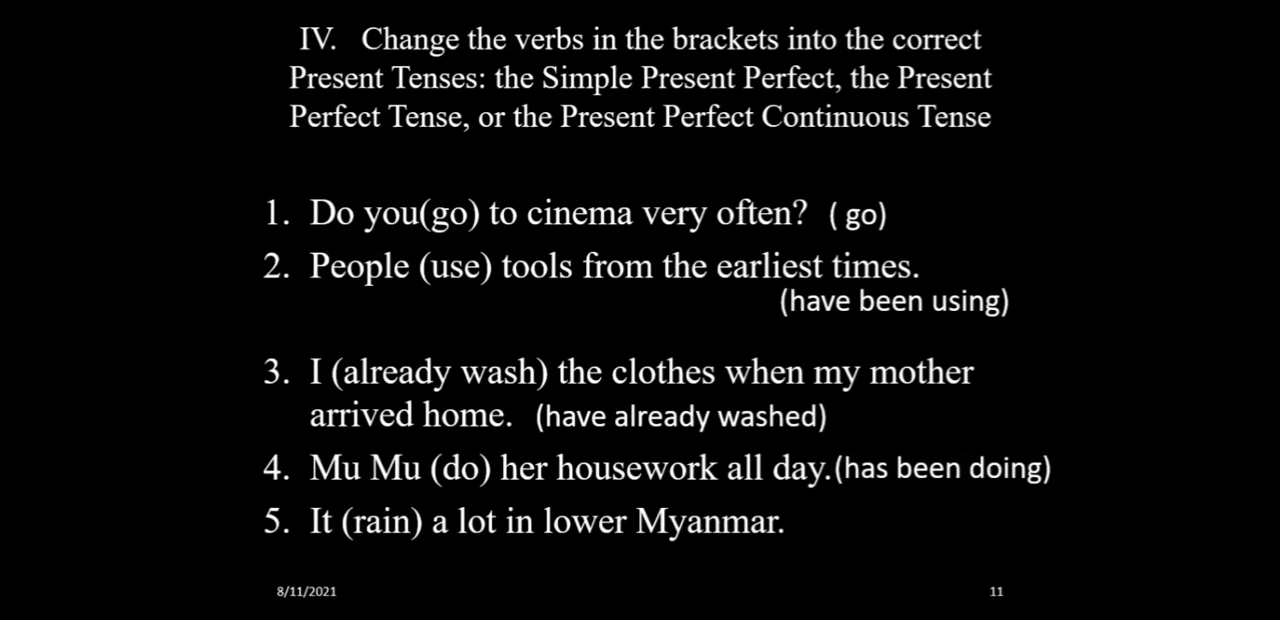 IV. Change the verbs in the brackets into the correct
Present Tenses: the Simple Present Perfect, the Present
Perfect Tense, or the Present Perfect Continuous Tense
1. Do you(go) to cinema very often? ( go)
2. People (use) tools from the earliest times.
(have been using)
3. I (already wash) the clothes when my mother
arrived home. (have already washed)
4. Mu Mu (do) her housework all day.(has been doing)
5. It (rain) a lot in lower Myanmar.
8/11/2021 11